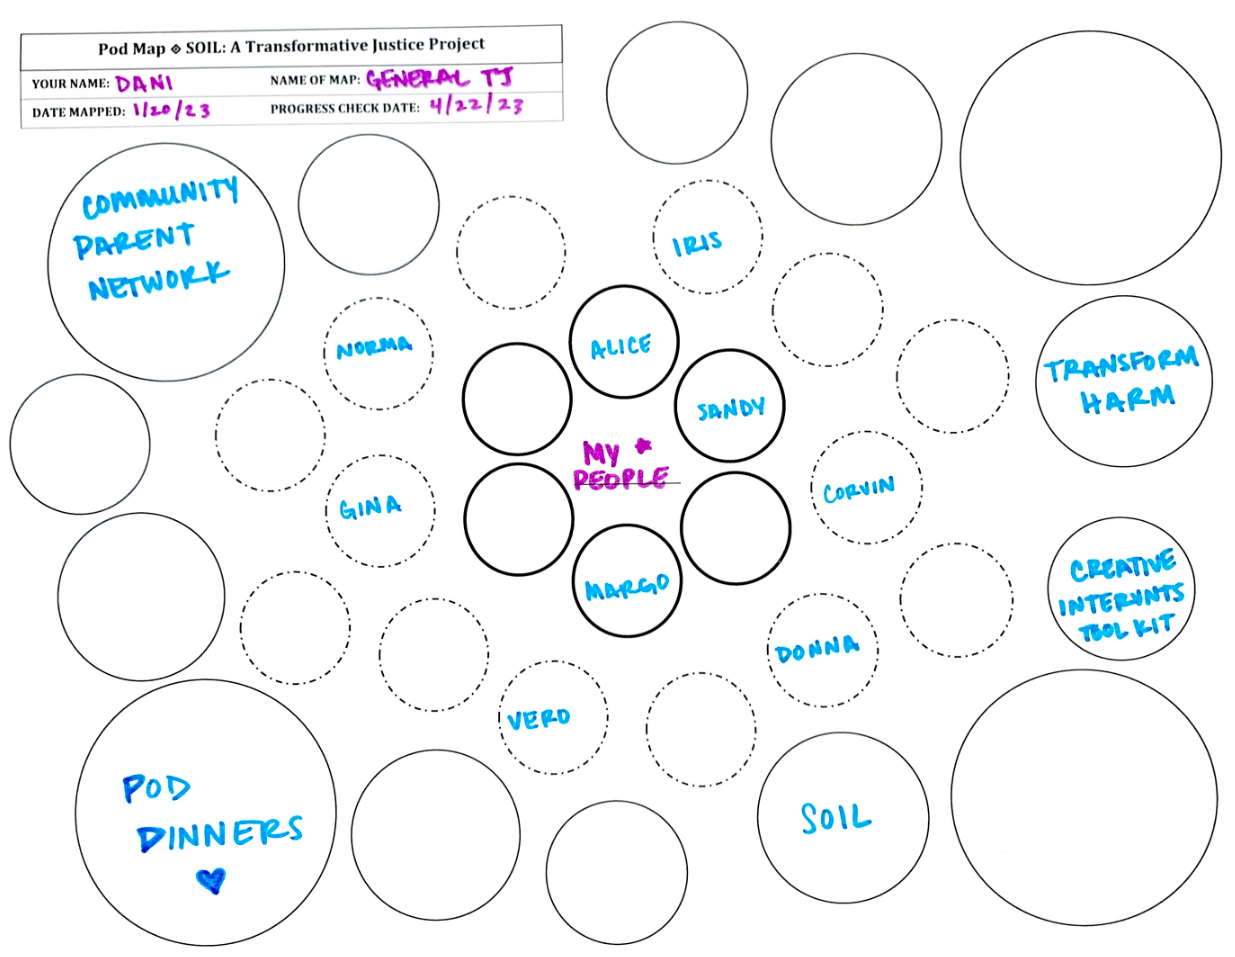 Pod Map ⟐ SOIL: A Transformative Justice Project
YOUR NAME: DANI
NAME OF MAP: GENERAL TJ
DATE MAPPED: 1/20/23
PROGRESS CHECK DATE: 4/22/23
COMMUNITY
PARENT
NETWORK
IRIS
NORMA
ALICE
SANDY
TRANSFORM
HARM
MY *
PEOPLE
GINA
CORVIN
MARGO
CREATIVE
INTERVNTS
TOOL KIT
DONNA
VERO
POD
DINNERS
♥
SOIL